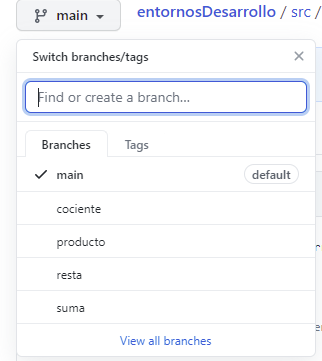 main
entornosDesarrollo / src /
Switch branches/tags
Find or create a branch...
Branches
Tags
main
default
cociente
producto
resta
suma
View all branches